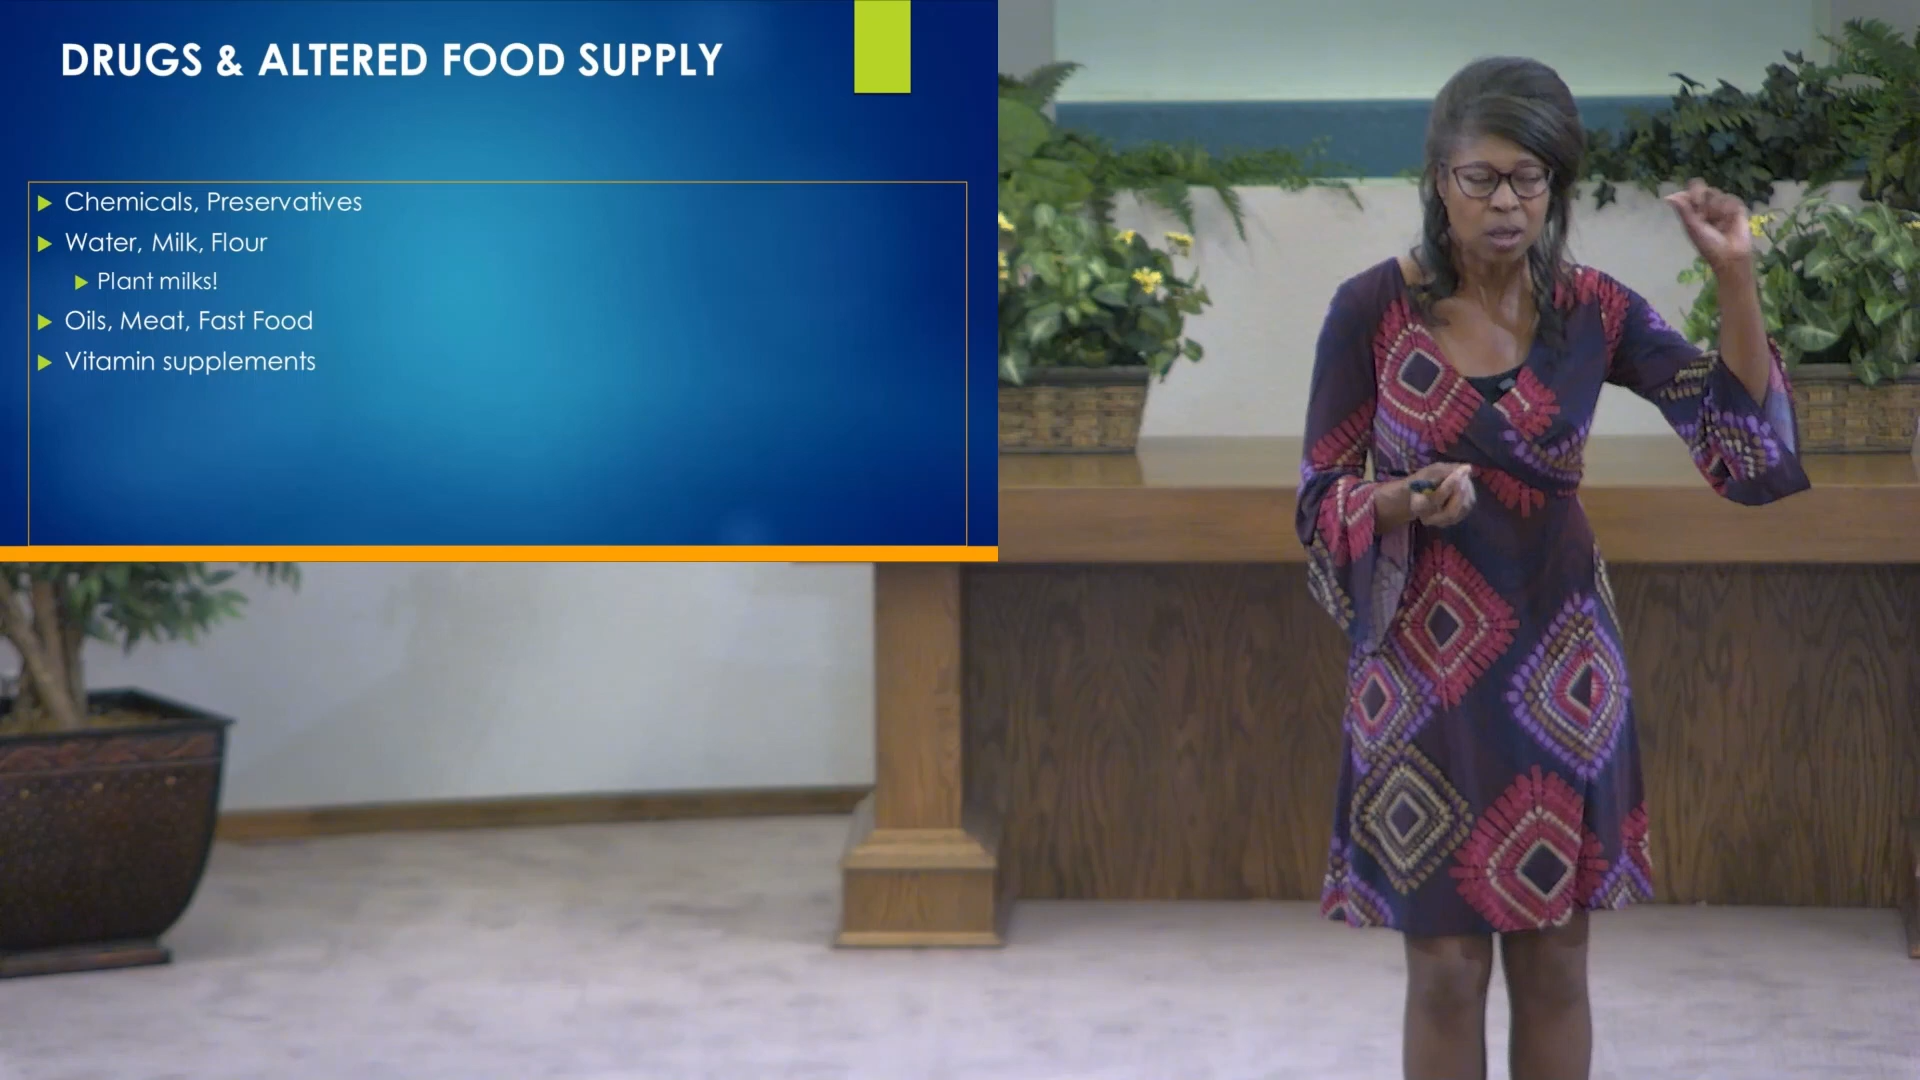 DRUGS & ALTERED FOOD SUPPLY
Chemicals, Preservatives
Water, Milk, Flour
Plant milks!
Oils, Meat, Fast Food
Vitamin supplements